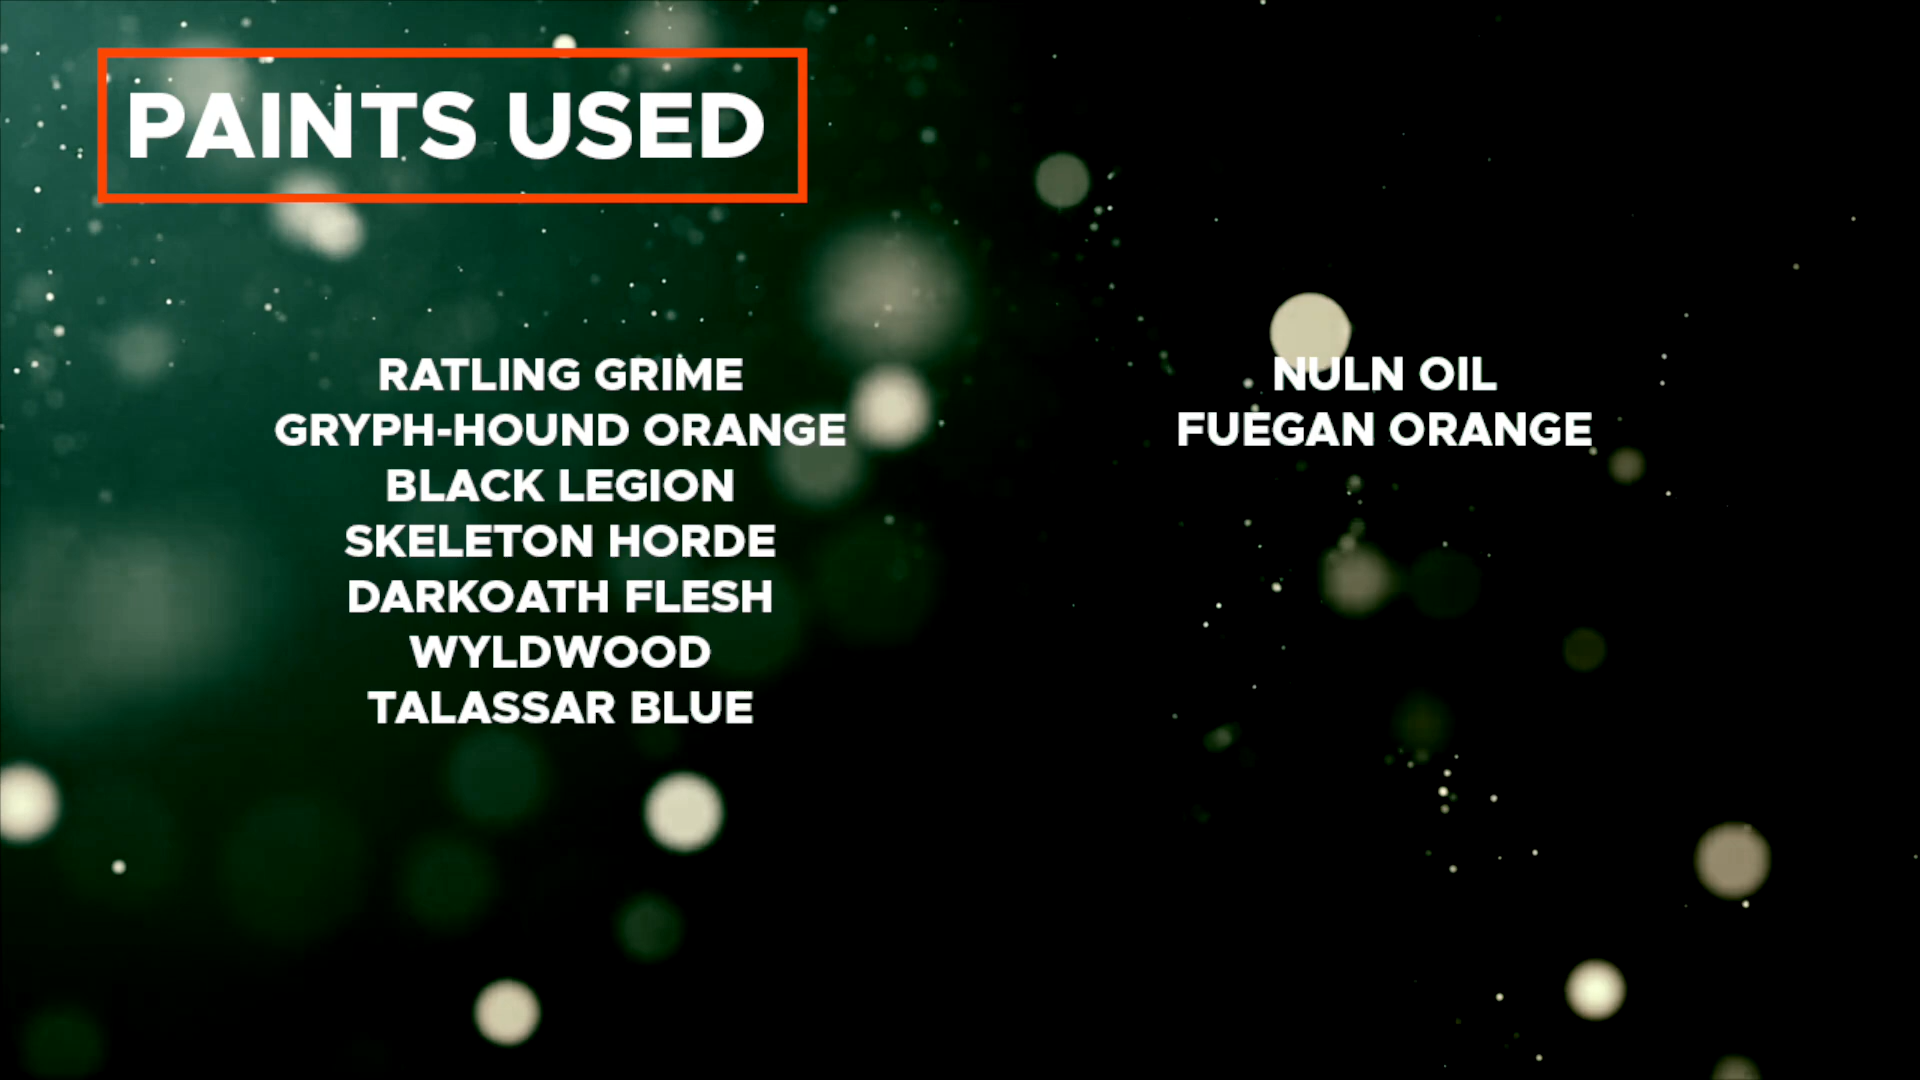 PAINTS USED
RATLING GRIME
GRYPH-HOUND ORANGE
BLACK LEGION
SKELETON HORDE
DARKOATH FLESH
WYLDWOOD
TALASSAR BLUE
NULN OIL
FUEGAN ORANGE